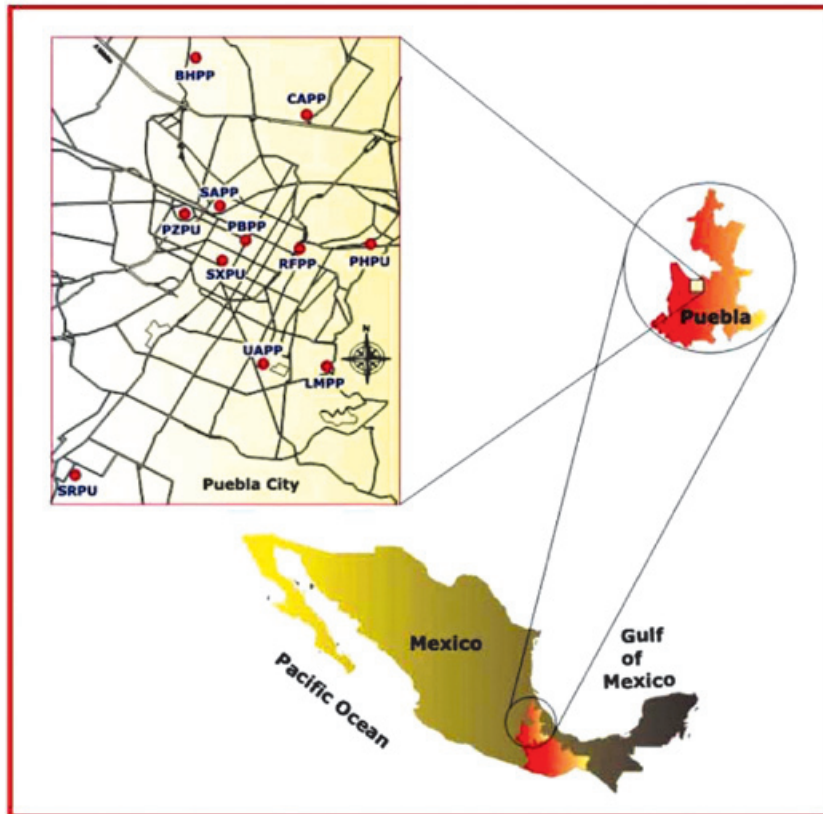 BHPP
CAPP
SAPP
PZPU
PBPP
SXPU
RFPP
PHPU
UAPP
N
LMPP
SRPU
Puebla City
Puebla
Mexico
Pacific Ocean
Gulf
of
Mexico